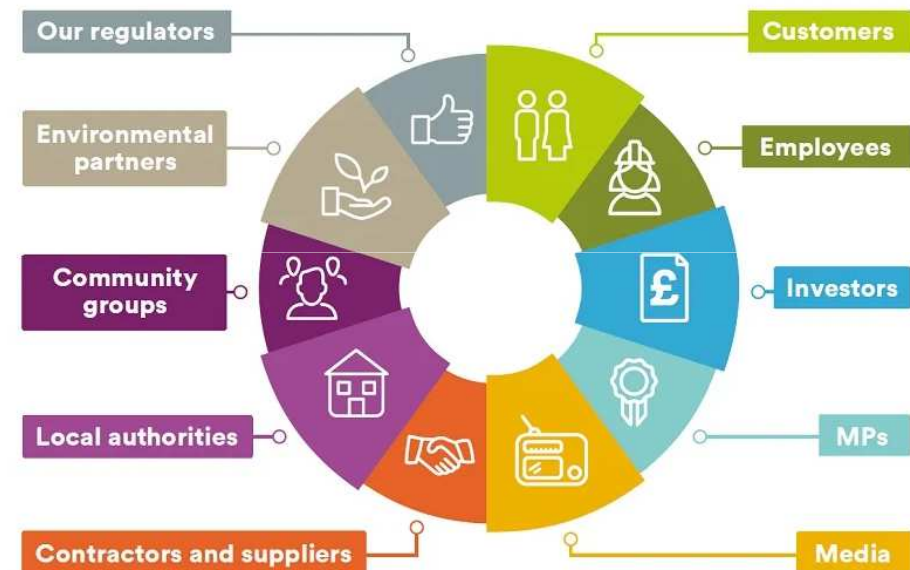 Our regulators
Customers
Environmental
partners
Employees
Community
groups
£
Investors
Local authorities
MPs
Contractors and suppliers
Media